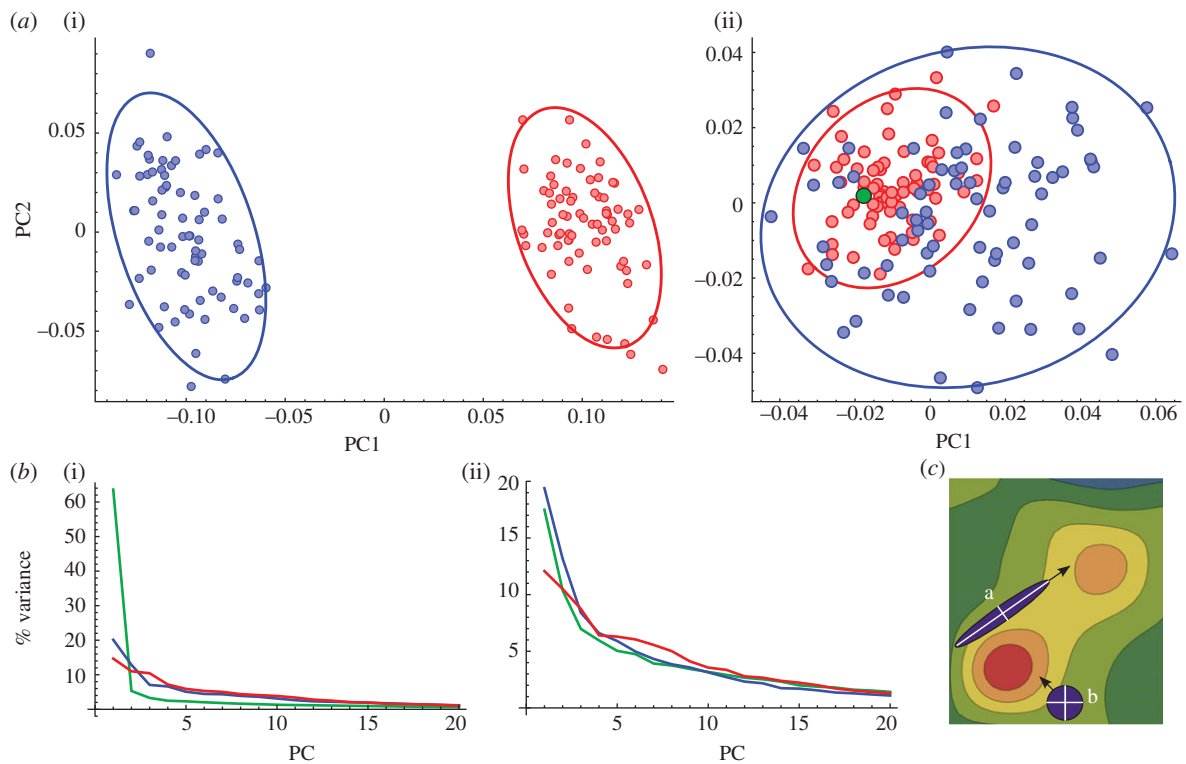 (a) (i)
PC2
0.05
0
−0.05
−0.10 −0.05 0 0.05 0.10
PC1
(ii)
0.04
0.02
0
−0.02
−0.04
−0.04 −0.02 0 0.02 0.04 0.06
PC1
(b) (i)
% variance
60
50
40
30
20
10
5 10 15 20
PC
(ii)
20
15
10
5
5 10 15 20
PC
(c)
a
b